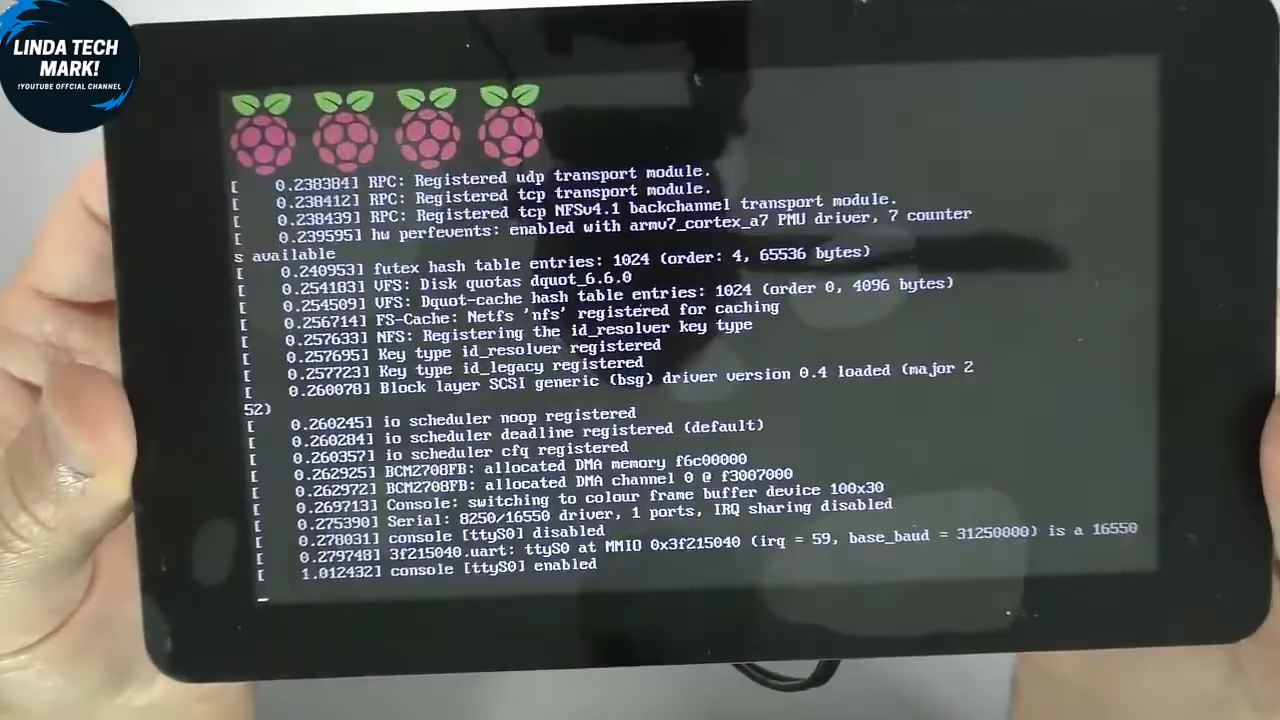 LINDA TECH
MARK!
!YOUTUBE OFFCIAL CHANNEL
[    0.238384] RPC: Registered udp transport module.
[    0.238412] RPC: Registered tcp transport module.
[    0.238439] RPC: Registered tcp NFSv4.1 backchannel transport module.
[    0.239595] hw perfevents: enabled with armv7_cortex_a7 PMU driver, 7 counter
s available
[    0.240953] futex hash table entries: 1024 (order: 4, 65536 bytes)
[    0.254183] VFS: Disk quotas dquot_6.6.0
[    0.254509] VFS: Dquot-cache hash table entries: 1024 (order 0, 4096 bytes)
[    0.256714] FS-Cache: Netfs 'nfs' registered for caching
[    0.257633] NFS: Registering the id_resolver key type
[    0.257695] Key type id_resolver registered
[    0.257723] Key type id_legacy registered
[    0.260078] Block layer SCSI generic (bsg) driver version 0.4 loaded (major 2
52)
[    0.260245] io scheduler noop registered
[    0.260284] io scheduler deadline registered (default)
[    0.260357] io scheduler cfq registered
[    0.262925] BCM2708FB: allocated DMA memory f6c00000
[    0.262972] BCM2708FB: allocated DMA channel 0 @ f3007000
[    0.269713] Console: switching to colour frame buffer device 100x30
[    0.275390] Serial: 8250/16550 driver, 1 ports, IRQ sharing disabled
[    0.278031] console [ttyS0] disabled
[    0.279748] 3f215040.uart: ttyS0 at MMIO 0x3f215040 (irq = 59, base_baud = 31250000) is a 16550
[    1.012432] console [ttyS0] enabled